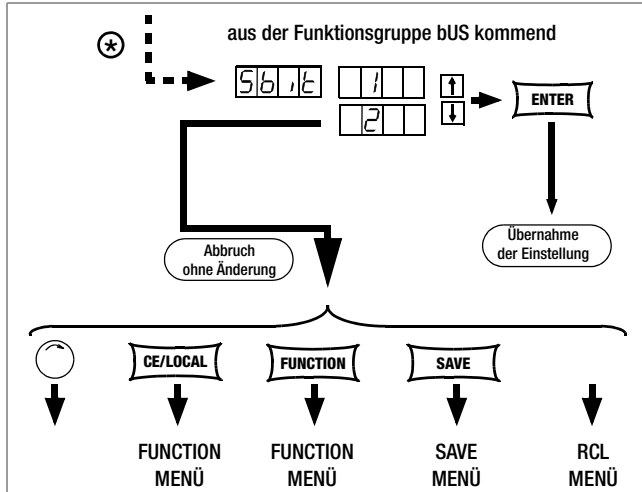 aus der Funktionsgruppe bUS kommend
Sbit 1
2
ENTER
Abbruch
ohne Änderung
Übernahme
der Einstellung
CE/LOCAL FUNCTION SAVE
FUNCTION FUNCTION SAVE RCL
MENÜ MENÜ MENÜ MENÜ